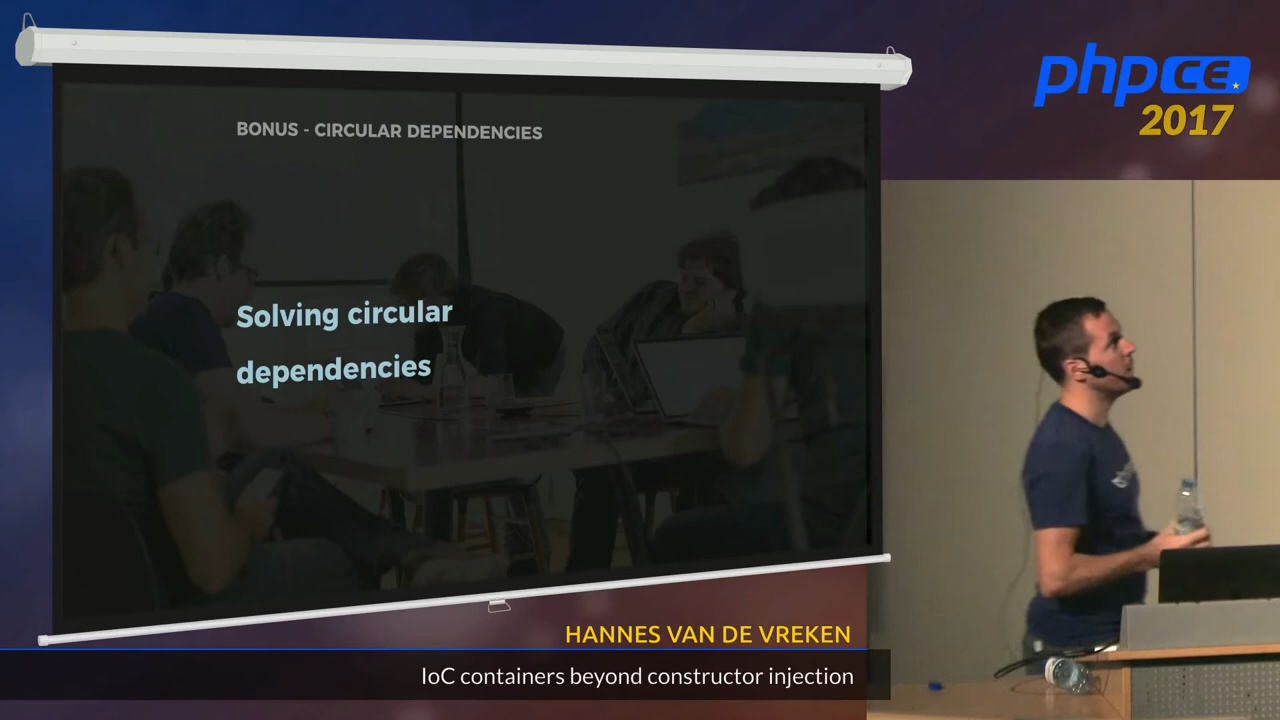 BONUS - CIRCULAR DEPENDENCIES
Solving circular
dependencies
phpCE
2017
HANNES VAN DE VREKEN
IoC containers beyond constructor injection